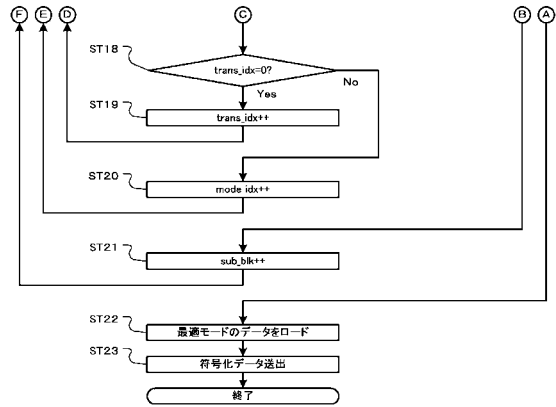 F E D C B A
ST18
trans_idx=0?
No
Yes
ST19
trans_idx++
ST20
mode idx++
ST21
sub_blk++
ST22
最適モードのデータをロード
ST23
符号化データ送出
終了